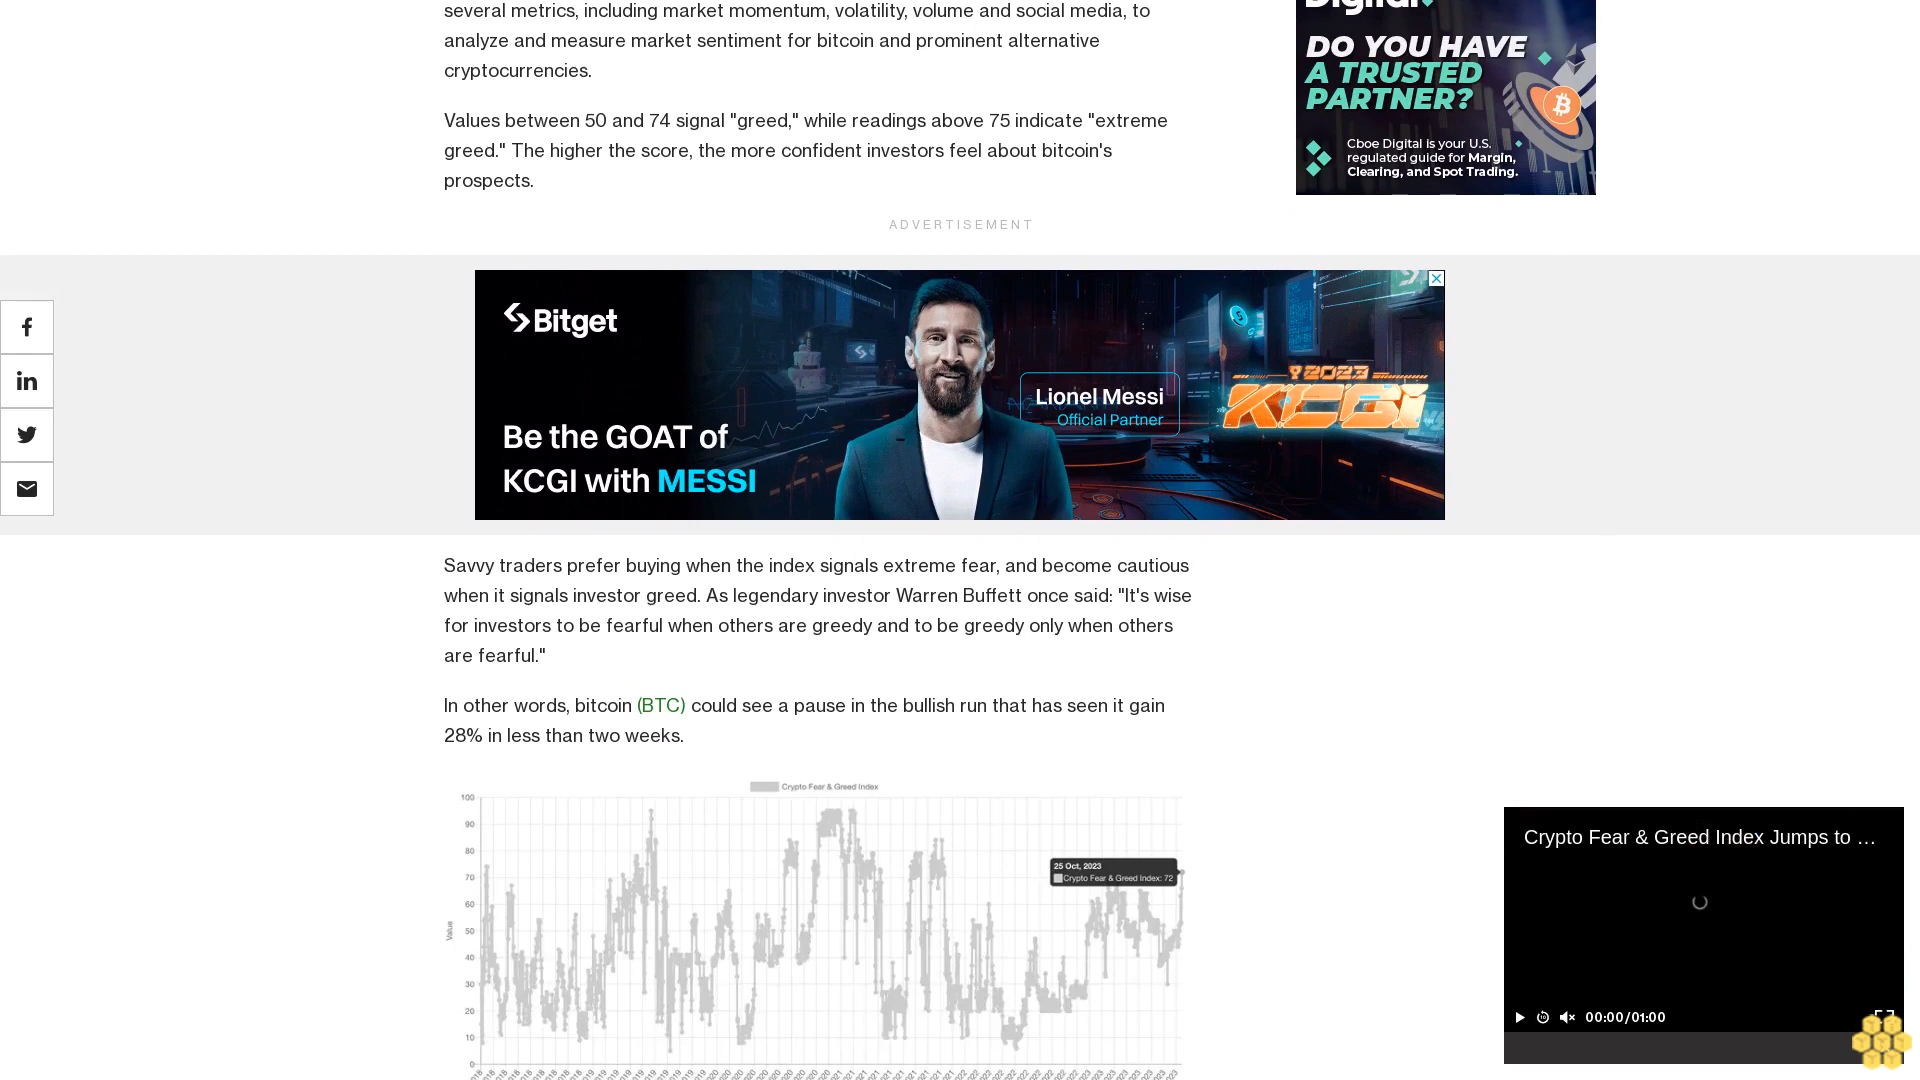 several metrics, including market momentum, volatility, volume and social media, to
analyze and measure market sentiment for bitcoin and prominent alternative
cryptocurrencies.
Values between 50 and 74 signal "greed," while readings above 75 indicate "extreme
greed." The higher the score, the more confident investors feel about bitcoin's
prospects.
Digital
DO YOU HAVE
A TRUSTED
PARTNER?
Cboe Digital is your U.S.
regulated guide for Margin,
Clearing, and Spot Trading.
ADVERTISEMENT
Bitget
Be the GOAT of
KCGI with MESSI
Lionel Messi
Official Partner
2023
KCGI
Savvy traders prefer buying when the index signals extreme fear, and become cautious
when it signals investor greed. As legendary investor Warren Buffett once said: "It's wise
for investors to be fearful when others are greedy and to be greedy only when others
are fearful."
In other words, bitcoin (BTC) could see a pause in the bullish run that has seen it gain
28% in less than two weeks.
Crypto Fear & Greed Index
100
90
80
70
60
50
40
30
20
10
0
Value
25 Oct, 2023
Crypto Fear & Greed Index: 72
Crypto Fear & Greed Index Jumps to ...
00:00/01:00